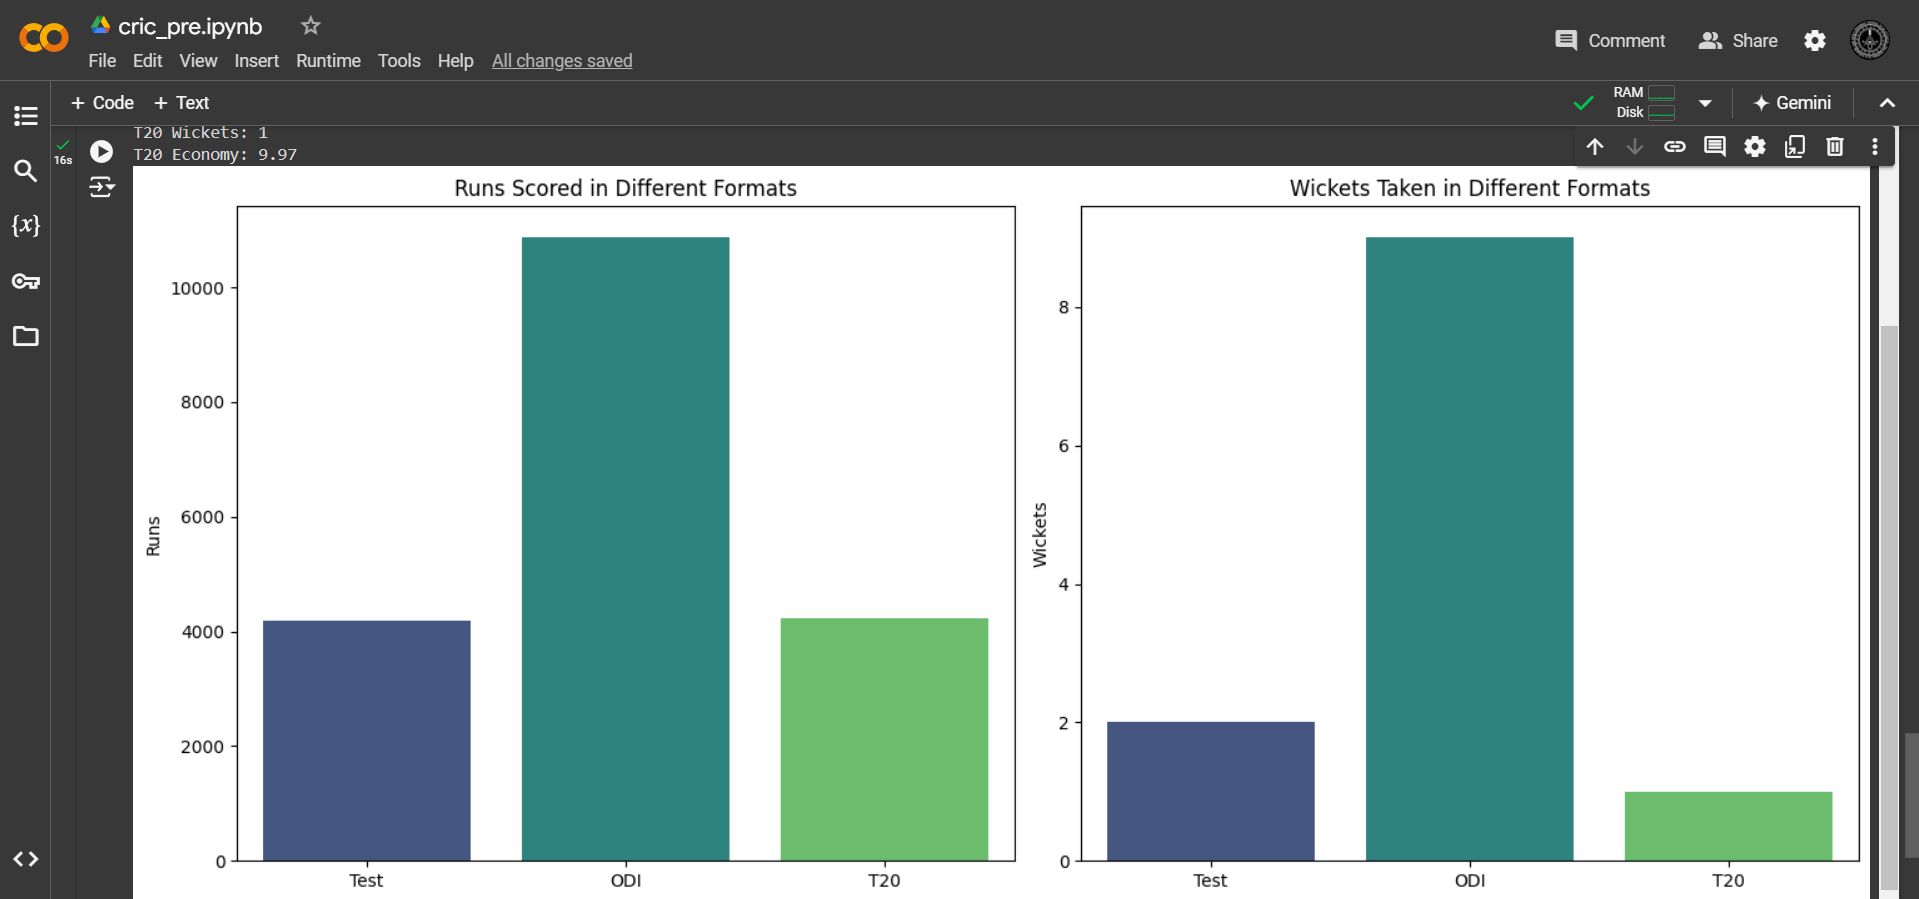 cric_pre.ipynb
File Edit View Insert Runtime Tools Help All changes saved
Comment
Share
+ Code + Text
RAM
Disk
Gemini
16s
T20 Wickets: 1
T20 Economy: 9.97
{x}
Runs Scored in Different Formats
10000
8000
6000
4000
2000
0
Runs
Test ODI T20
Wickets Taken in Different Formats
8
6
4
2
0
Wickets
Test ODI T20